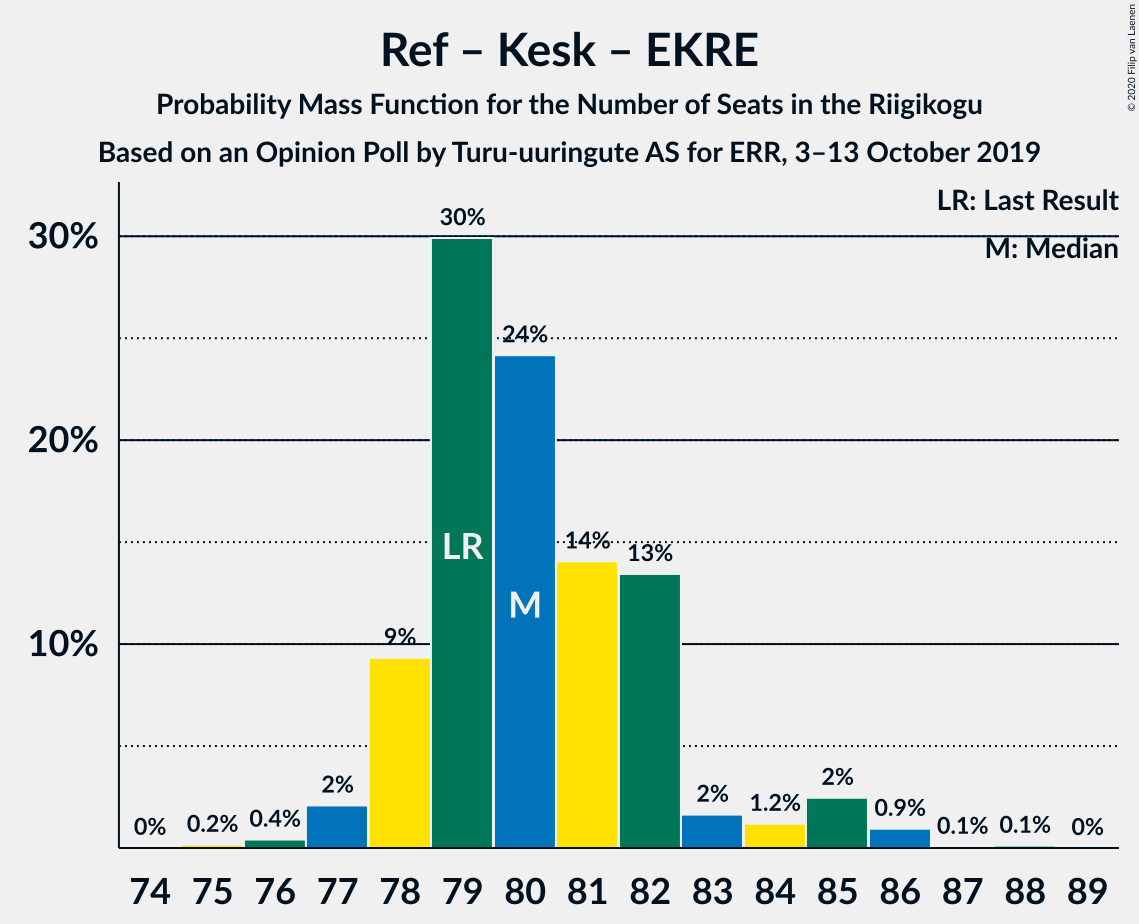 Ref – Kesk – EKRE
Probability Mass Function for the Number of Seats in the Riigikogu
Based on an Opinion Poll by Turu-uuringute AS for ERR, 3–13 October 2019
© 2020 Filip van Laenen
LR: Last Result
M: Median
30%
20%
10%
0%
0.2%
0.4%
2%
9%
30%
24%
14%
13%
2%
1.2%
2%
0.9%
0.1%
0.1%
0%
LR
M
74 75 76 77 78 79 80 81 82 83 84 85 86 87 88 89